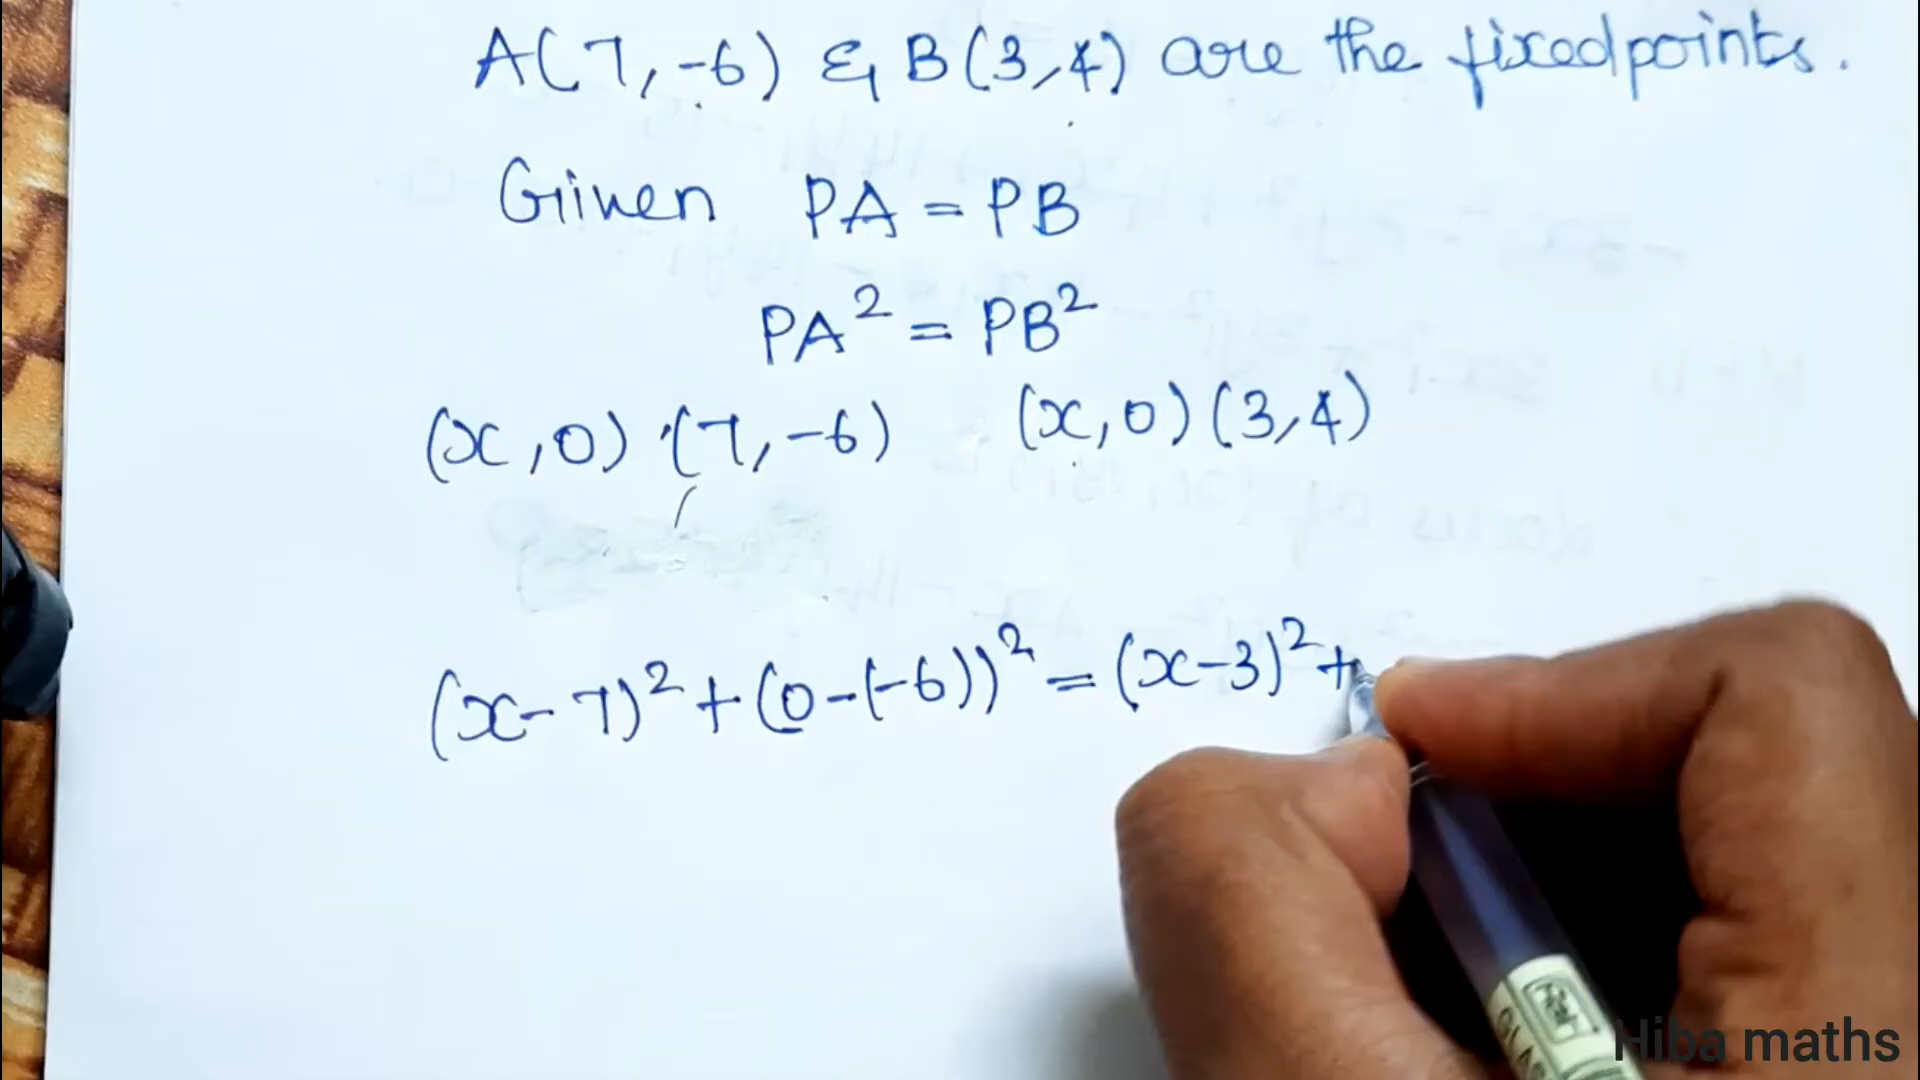 A(7,-6) & B(3,4) are the fixed points.
Given PA = PB
PA² = PB²
(x,0) (7,-6) (x,0) (3,4)
(x-7)² + (0-(-6))² = (x-3)² +
Hiba maths